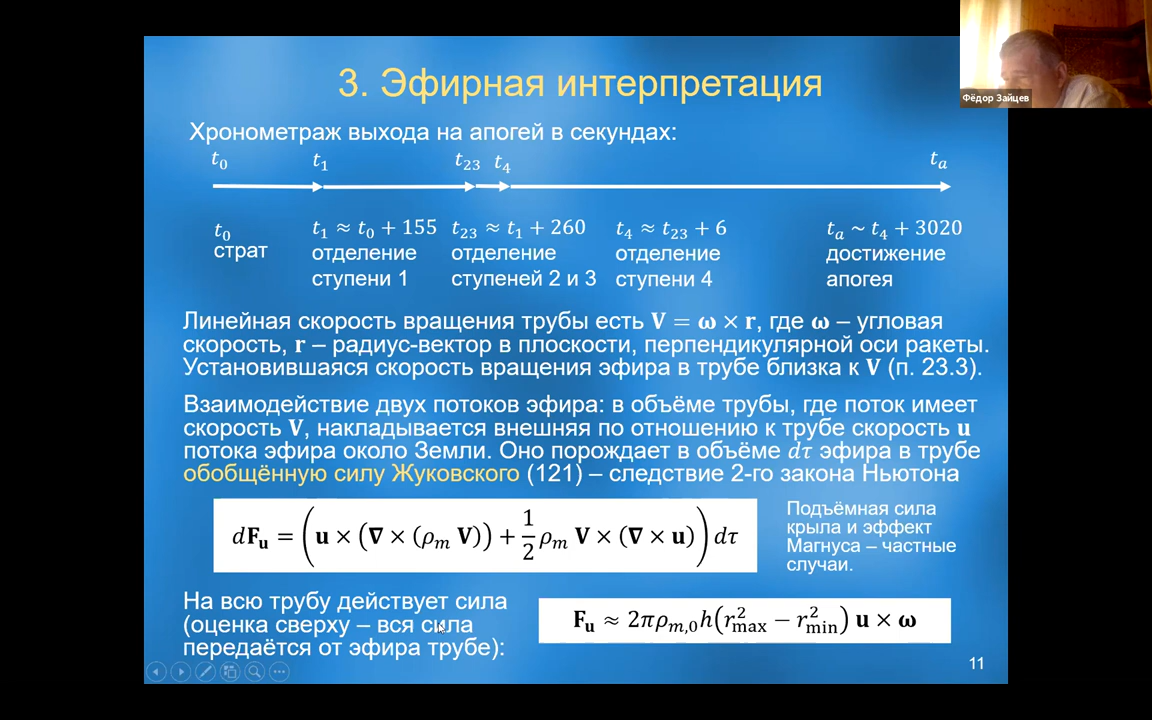 Фёдор Зайцев
3. Эфирная интерпретация
Хронометраж выхода на апогей в секундах:
t₀ t₁ t₂₃ t₄ tₐ
t₀ t₁ ≈ t₀ + 155 t₂₃ ≈ t₁ + 260 t₄ ≈ t₂₃ + 6 tₐ ~ t₄ + 3020
страт отделение отделение отделение достижение
ступени 1 ступеней 2 и 3 ступени 4 апогея
Линейная скорость вращения трубы есть V = ω × r, где ω – угловая
скорость, r – радиус-вектор в плоскости, перпендикулярной оси ракеты.
Установившаяся скорость вращения эфира в трубе близка к V (п. 23.3).
Взаимодействие двух потоков эфира: в объёме трубы, где поток имеет
скорость V, накладывается внешняя по отношению к трубе скорость u
потока эфира около Земли. Оно порождает в объёме dτ эфира в трубе
обобщённую силу Жуковского (121) – следствие 2-го закона Ньютона
dF_u = (u × (∇ × (ρ_m V)) + 1/2 ρ_m V × (∇ × u)) dτ
Подъёмная сила
крыла и эффект
Магнуса – частные
случаи.
На всю трубу действует сила
(оценка сверху – вся сила
передаётся от эфира трубе):
F_u ≈ 2πρ_{m,0}h(r²_max − r²_min) u × ω
11